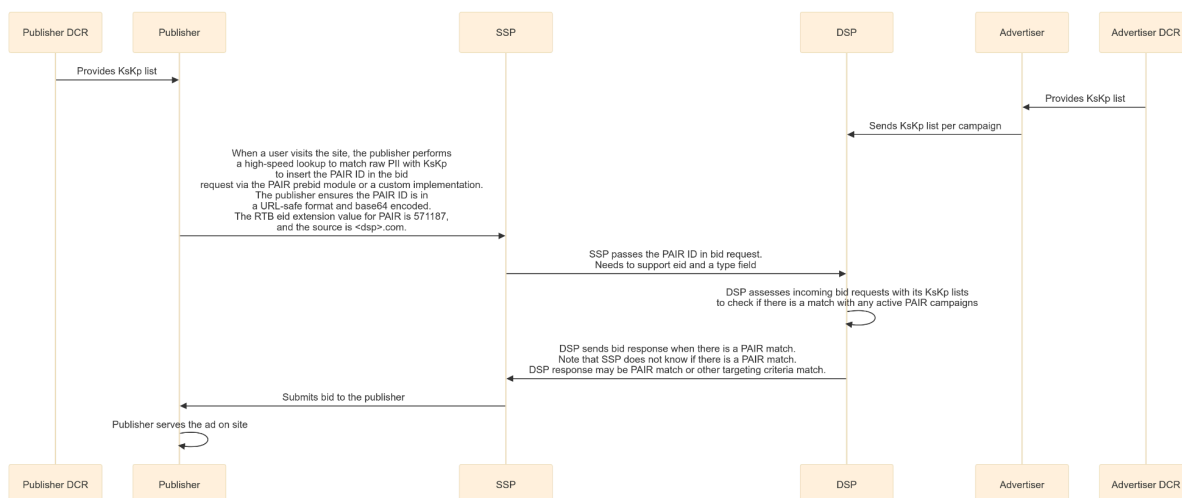 Publisher DCR
Publisher
SSP
DSP
Advertiser
Advertiser DCR
Provides KsKp list
Provides KsKp list
Sends KsKp list per campaign
When a user visits the site, the publisher performs
a high-speed lookup to match raw PII with KsKp
to insert the PAIR ID in the bid
request via the PAIR prebid module or a custom implementation.
The publisher ensures the PAIR ID is in
a URL-safe format and base64 encoded.
The RTB eid extension value for PAIR is 571187,
and the source is <dsp>.com.
SSP passes the PAIR ID in bid request.
Needs to support eid and a type field
DSP assesses incoming bid requests with its KsKp lists
to check if there is a match with any active PAIR campaigns
DSP sends bid response when there is a PAIR match.
Note that SSP does not know if there is a PAIR match.
DSP response may be PAIR match or other targeting criteria match.
Submits bid to the publisher
Publisher serves the ad on site
Publisher DCR
Publisher
SSP
DSP
Advertiser
Advertiser DCR